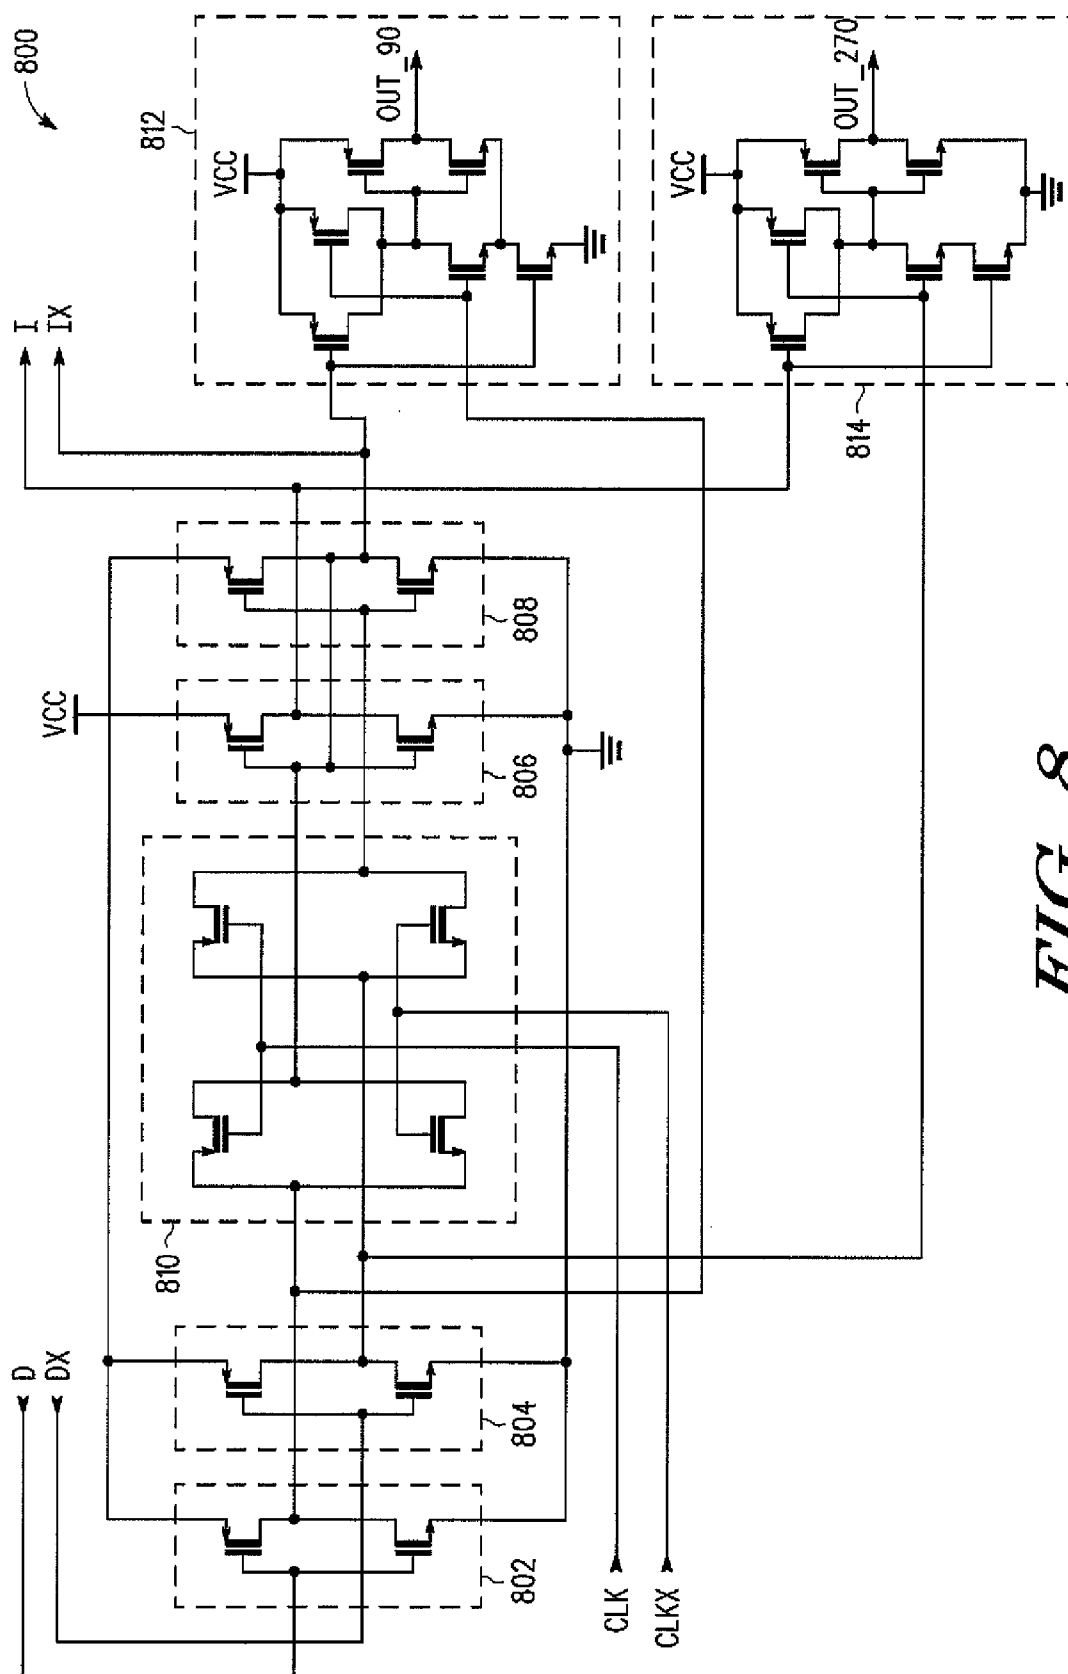 800
812
VCC
OUT_90
VCC
OUT_270
I
IX
814
808
VCC
806
810
D
DX
804
802
CLK
CLKX
FIG. 8